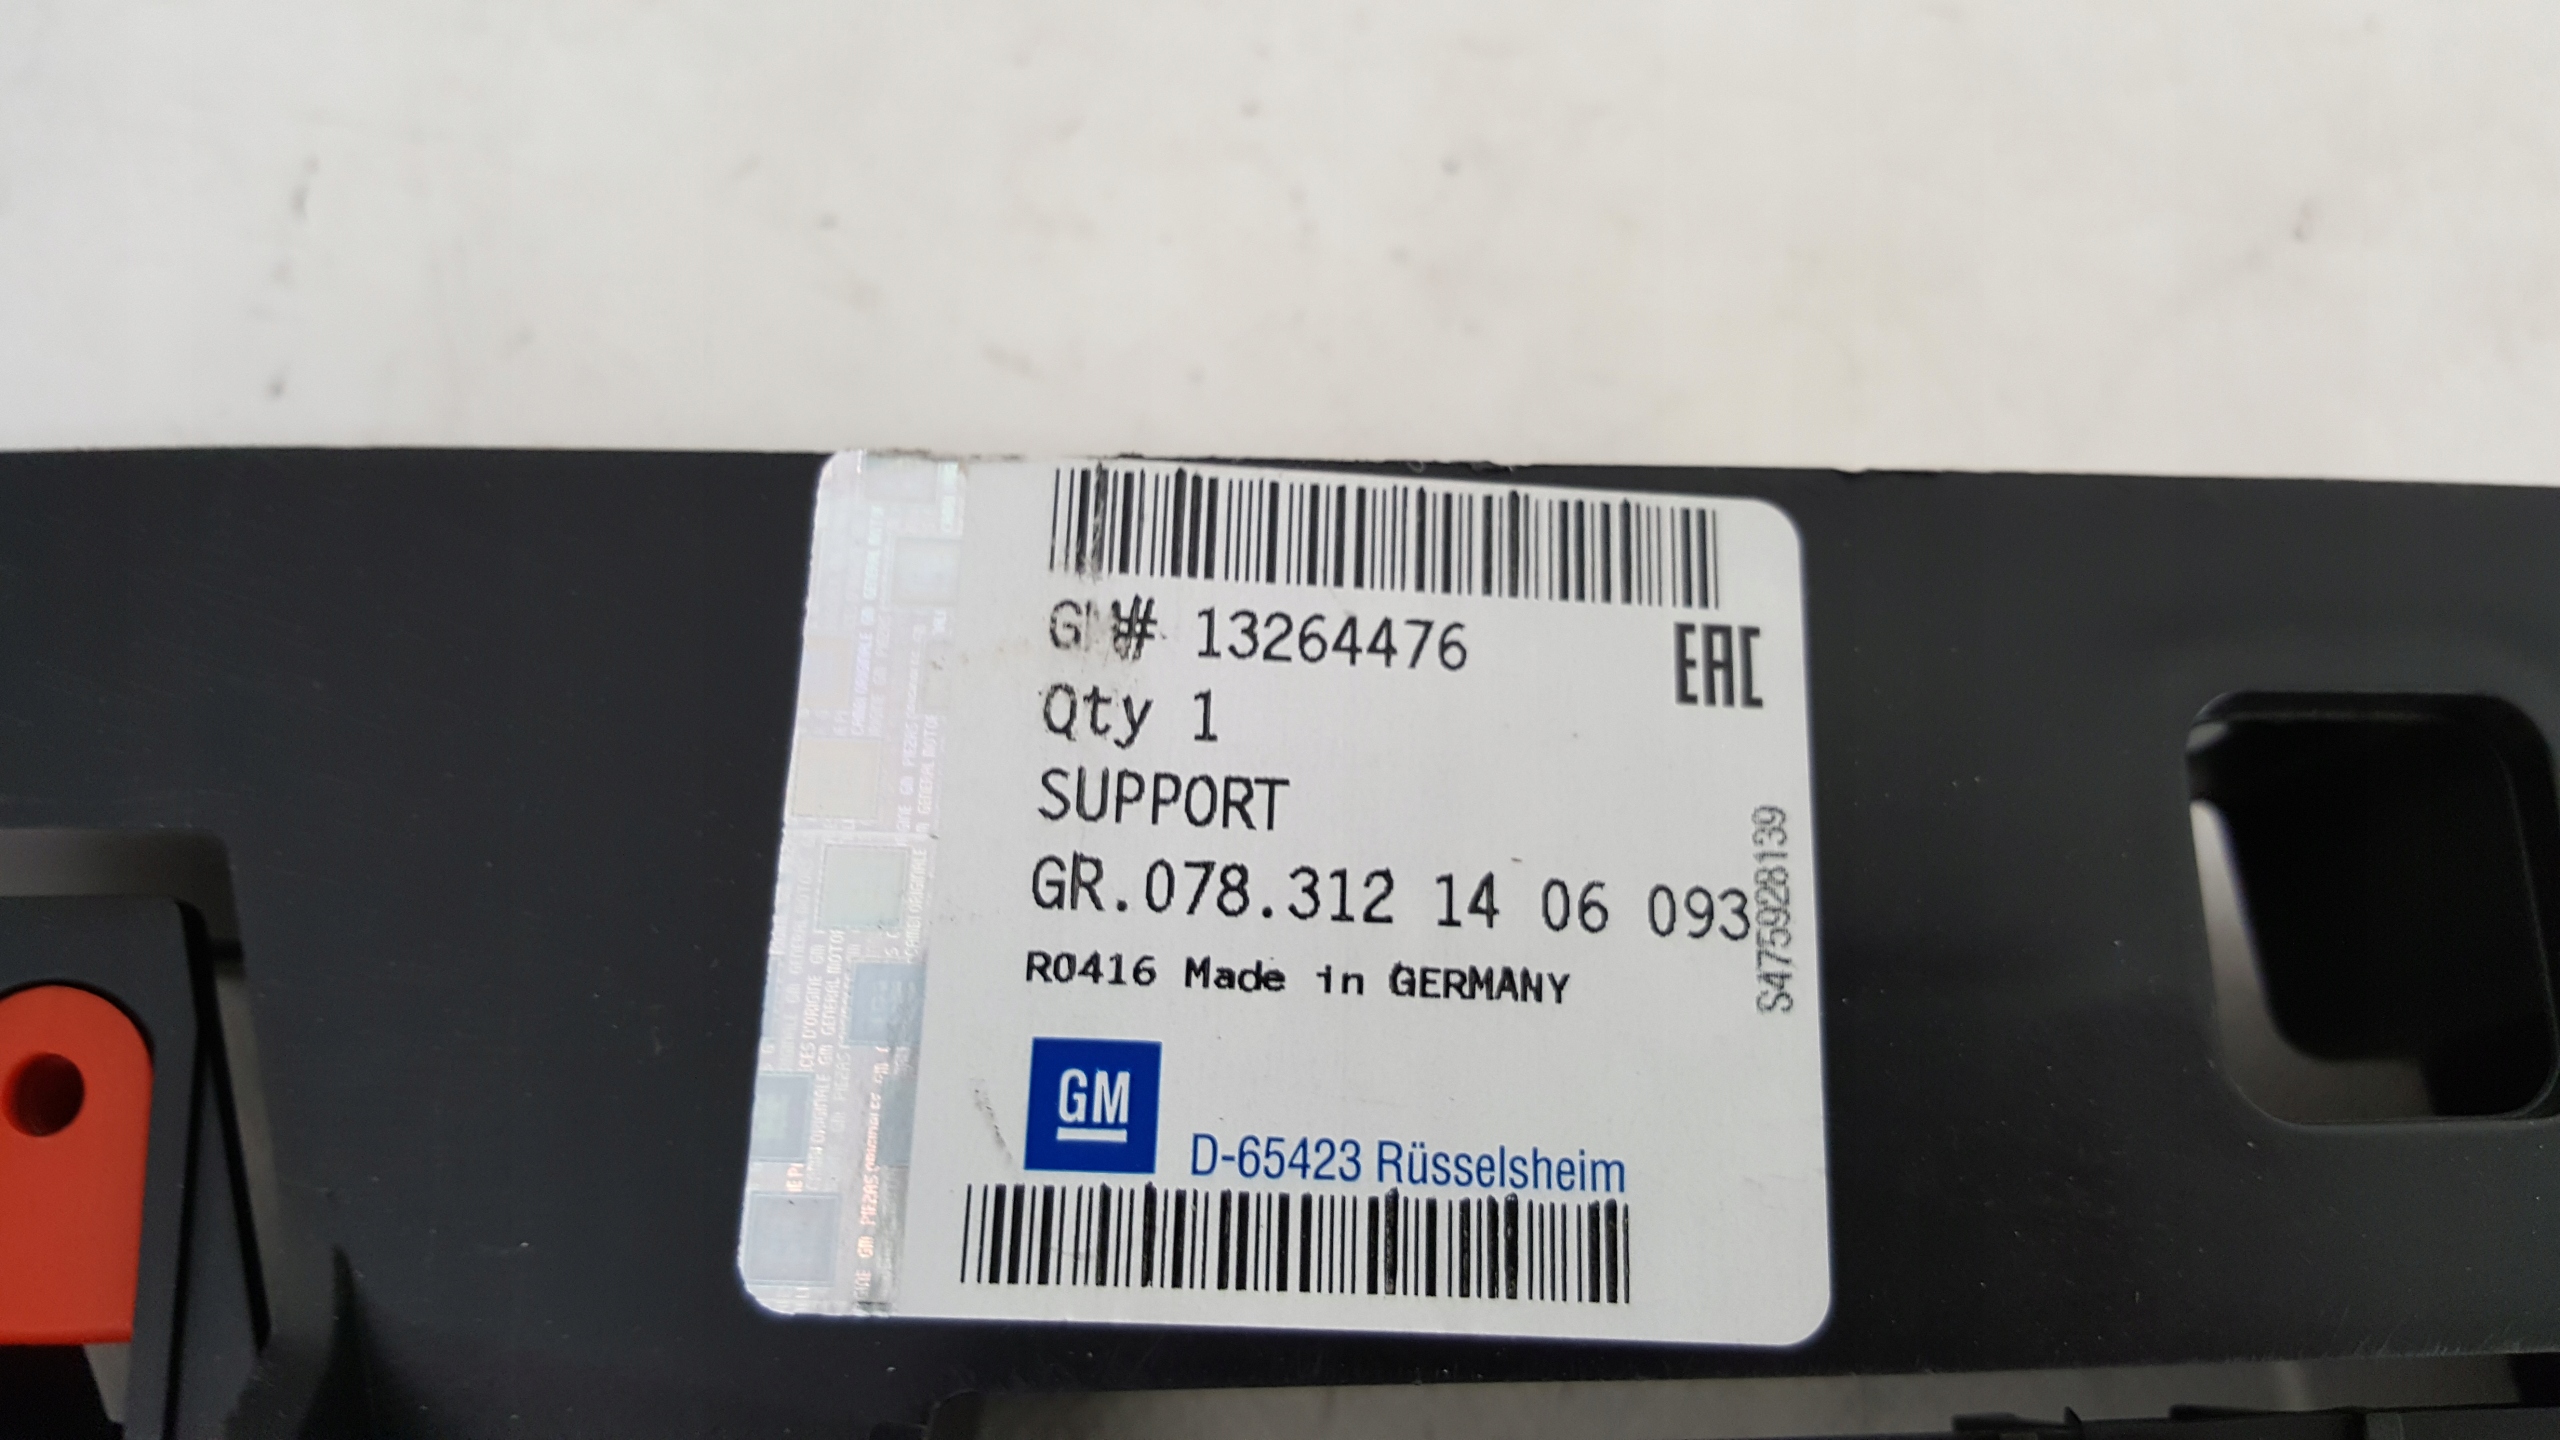 GM# 13264476
EAC
Qty 1
SUPPORT
GR.078.312 14 06 093
R0416 Made in GERMANY
S4759928139
GM
D-65423 Rüsselsheim